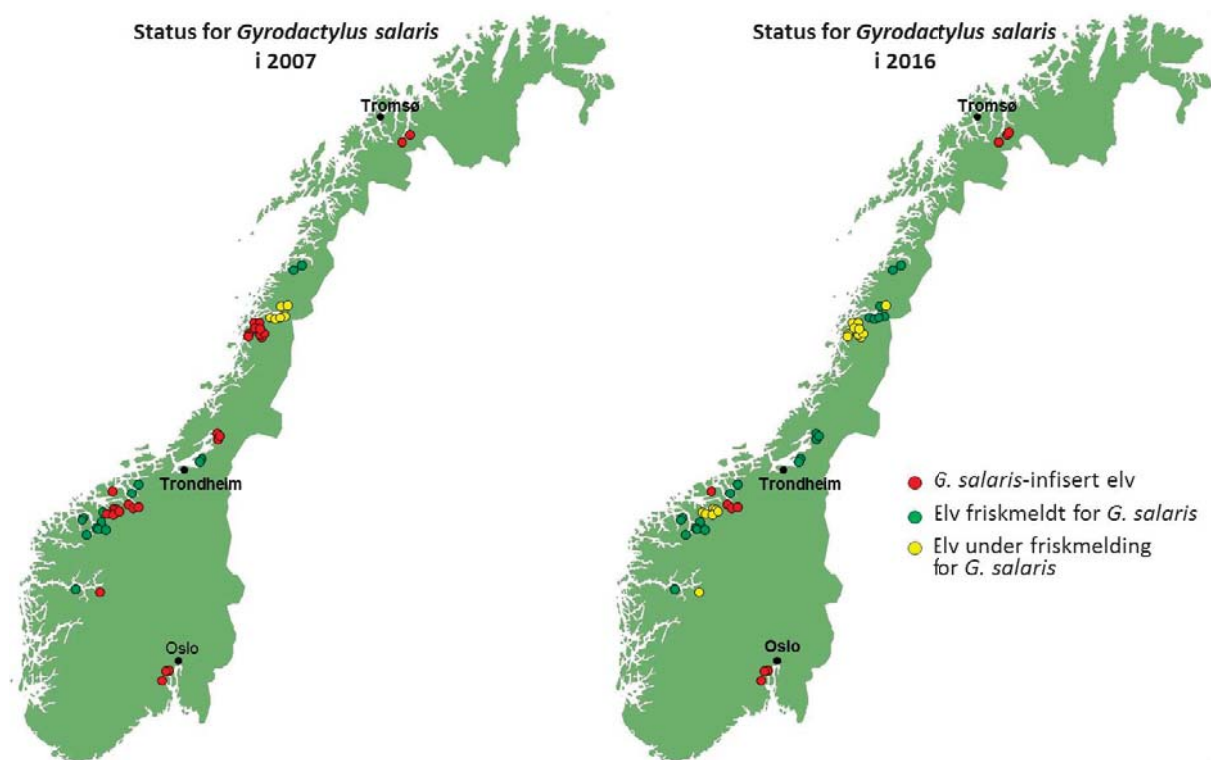 Status for Gyrodactylus salaris
i 2007
Tromsø
Trondheim
Oslo
Status for Gyrodactylus salaris
i 2016
Tromsø
Trondheim
Oslo
G. salaris-infisert elv
Elv friskmeldt for G. salaris
Elv under friskmelding
for G. salaris